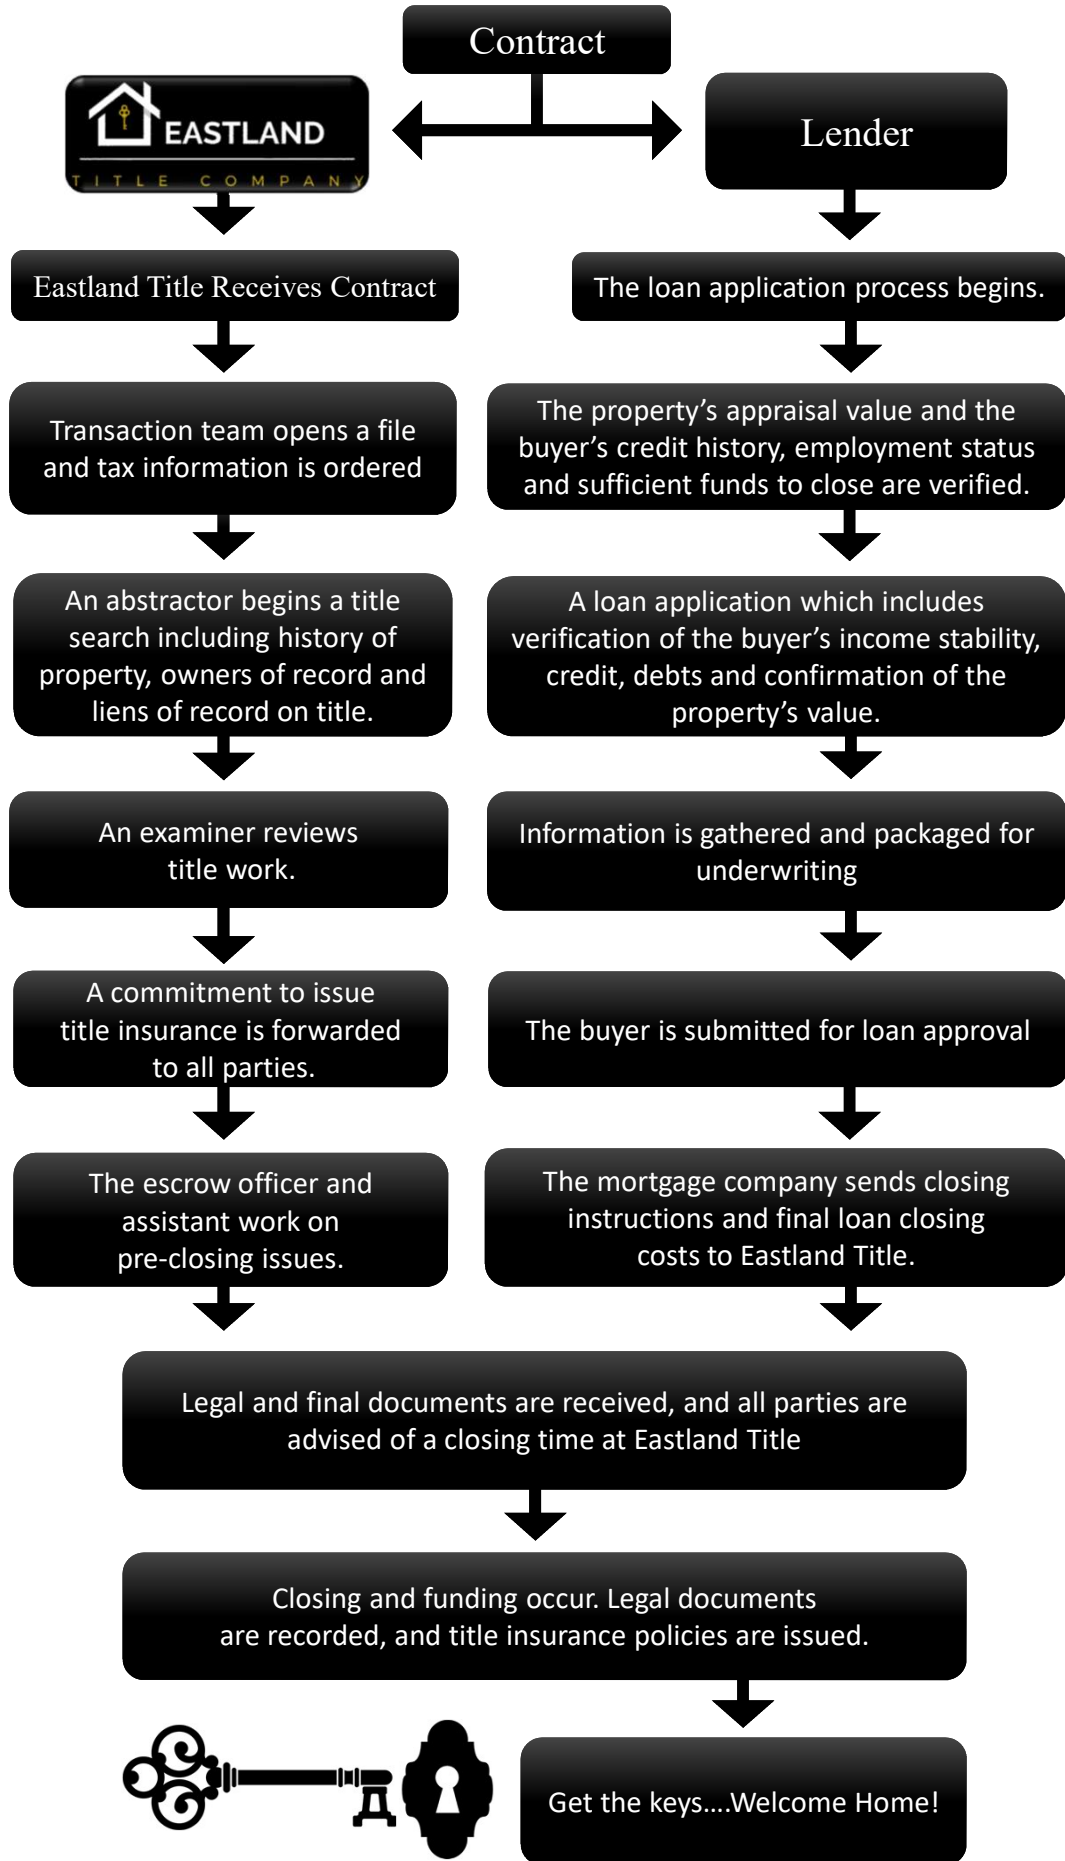 Contract
EASTLAND
TITLE COMPANY
Lender
Eastland Title Receives Contract
The loan application process begins.
Transaction team opens a file
and tax information is ordered
The property’s appraisal value and the
buyer’s credit history, employment status
and sufficient funds to close are verified.
An abstractor begins a title
search including history of
property, owners of record and
liens of record on title.
A loan application which includes
verification of the buyer’s income stability,
credit, debts and confirmation of the
property’s value.
An examiner reviews
title work.
Information is gathered and packaged for
underwriting
A commitment to issue
title insurance is forwarded
to all parties.
The buyer is submitted for loan approval
The escrow officer and
assistant work on
pre-closing issues.
The mortgage company sends closing
instructions and final loan closing
costs to Eastland Title.
Legal and final documents are received, and all parties are
advised of a closing time at Eastland Title
Closing and funding occur. Legal documents
are recorded, and title insurance policies are issued.
Get the keys....Welcome Home!